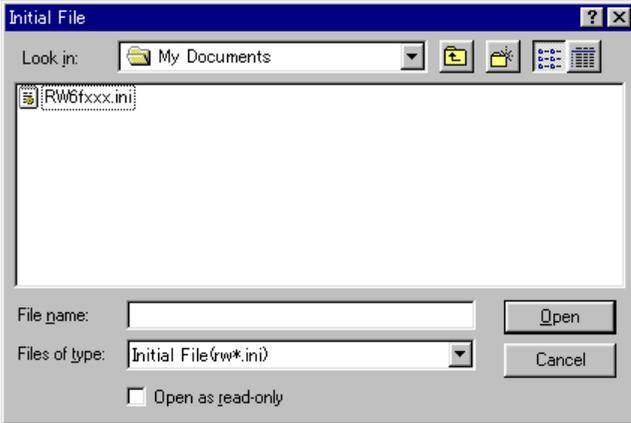 Initial File
Look in: My Documents
RW6fxxx.ini
File name: Open
Files of type: Initial File(rw*.ini) Cancel
Open as read-only